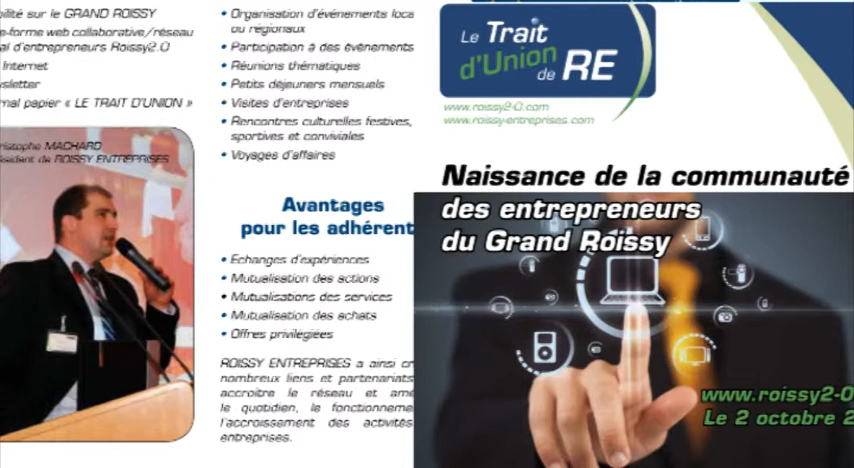 bilité sur le GRAND ROISSY
e-forme web collaborative/réseau
al d'entrepreneurs Roissy2.0
Internet
sletter
nal papier « LE TRAIT D'UNION »
ristophe MACHARD
sident de ROISSY ENTREPRISES
• Organisation d'événements loca
ou régionaux
• Participation à des évènements
• Réunions thématiques
• Petits déjeuners mensuels
• Visites d'entreprises
• Rencontres culturelles festives,
sportives et conviviales
• Voyages d'affaires
Avantages
pour les adhérent
• Echanges d'expériences
• Mutualisation des actions
• Mutualisations des services
• Mutualisation des achats
• Offres privilégiées
ROISSY ENTREPRISES a ainsi cr
nombreux liens et partenariats
accroître le réseau et amé
le quotidien, le fonctionneme
l'accroissement des activités
entreprises.
Le Trait
d'Union
de RE
www.roissy2-0.com
www.roissy-entreprises.com
Naissance de la communauté
des entrepreneurs
du Grand Roissy
www.roissy2-0
Le 2 octobre 2